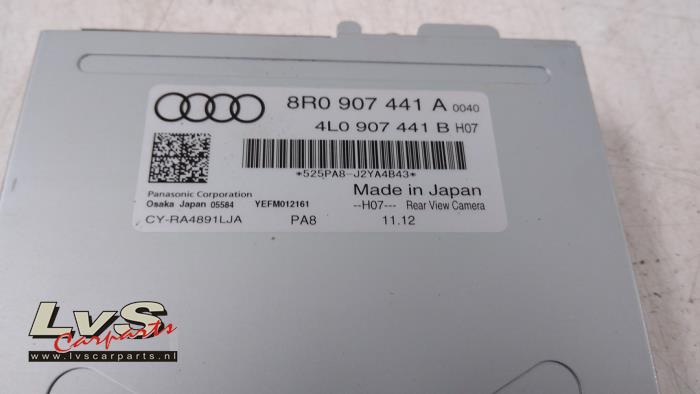 8R0 907 441 A 0040
4L0 907 441 B H07
*525PA8-J2YA4B43*
Panasonic Corporation
Made in Japan
Osaka Japan 05584 YEFM012161
--H07--- Rear View Camera
CY-RA4891LJA PA8 11.12
LvS
Carparts
www.lvscarparts.nl